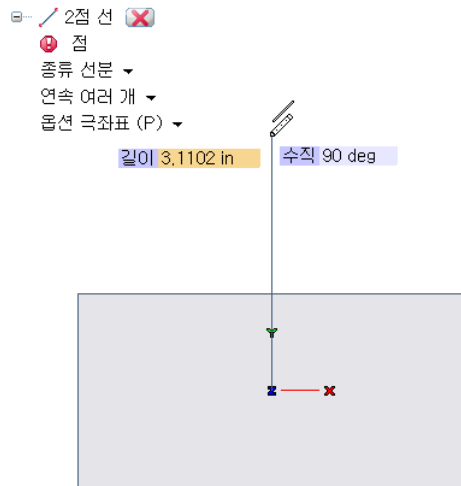 2점 선
점
종류 선분
연속 여러 개
옵션 극좌표 (P)
길이 3,1102 in 수직 90 deg
Y
Z X